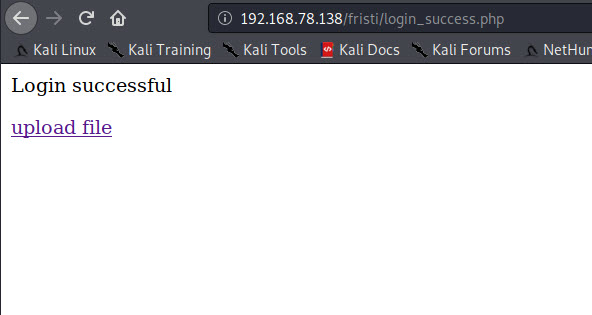 192.168.78.138/fristi/login_success.php
Kali Linux Kali Training Kali Tools Kali Docs Kali Forums NetHun
Login successful
upload file